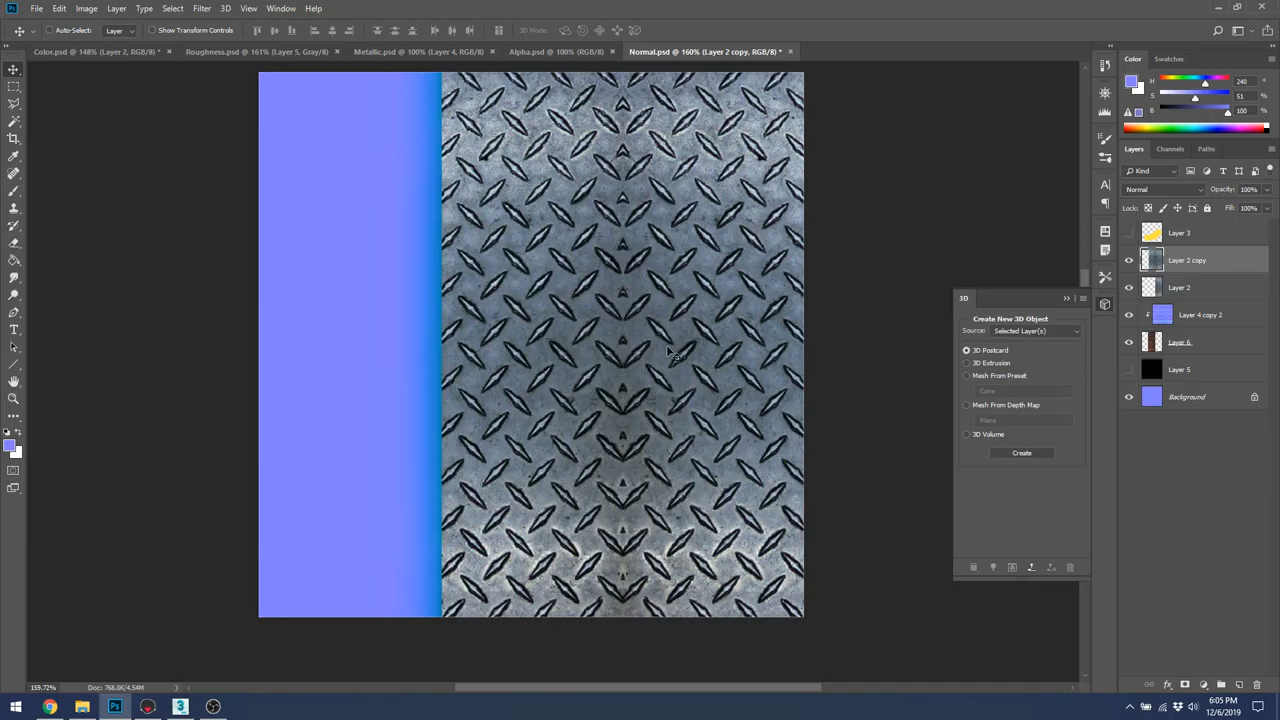 Ps File Edit Image Layer Type Select Filter 3D View Window Help
Auto-Select: Layer Show Transform Controls 3D Mode:
Color.psd @ 148% (Layer 2, RGB/8) * × Roughness.psd @ 161% (Layer 5, Gray/8) × Metallic.psd @ 100% (Layer 4, RGB/8) × Alpha.psd @ 100% (RGB/8) × Normal.psd @ 160% (Layer 2 copy, RGB/8) * ×
Color Swatches
H 240 °
S 51 %
B 100 %
Layers Channels Paths
Kind
Normal Opacity: 100%
Lock: Fill: 100%
Layer 3
Layer 2 copy
Layer 2
Layer 4 copy 2
Layer 6
Layer 5
Background
3D
Create New 3D Object
Source: Selected Layer(s)
3D Postcard
3D Extrusion
Mesh From Preset
Cone
Mesh From Depth Map
Plane
3D Volume
Create
159.72% Doc: 768.0K/4.54M
Ps 3
6:05 PM
12/6/2019